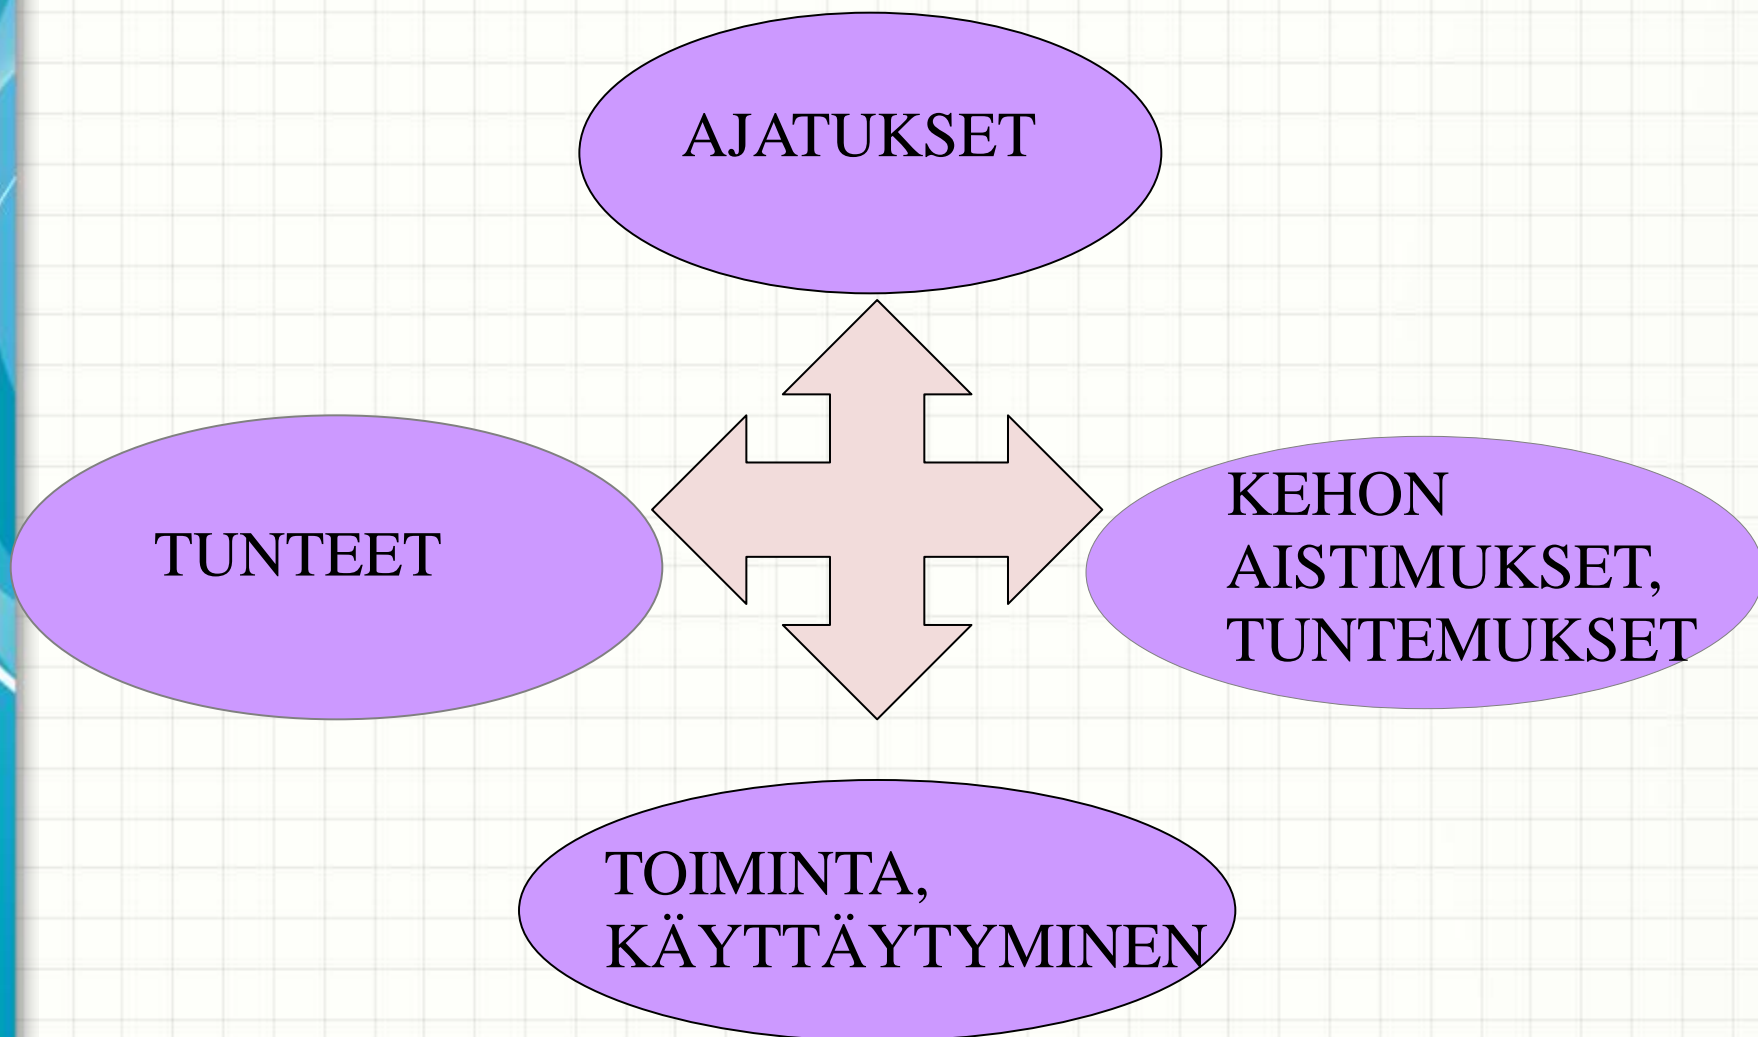 AJATUKSET
TUNTEET
KEHON
AISTIMUKSET,
TUNTEMUKSET
TOIMINTA,
KÄYTTÄYTYMINEN